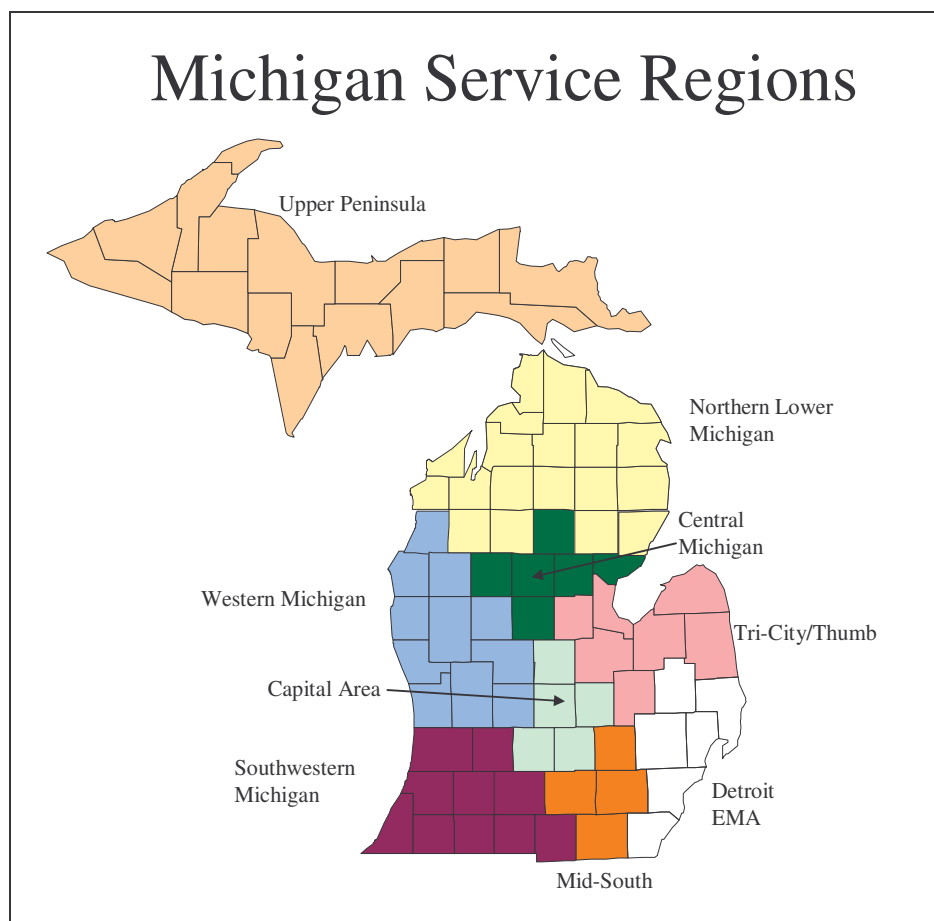 Michigan Service Regions
Upper Peninsula
Northern Lower
Michigan
Central
Michigan
Western Michigan
Tri-City/Thumb
Capital Area
Southwestern
Michigan
Detroit
EMA
Mid-South